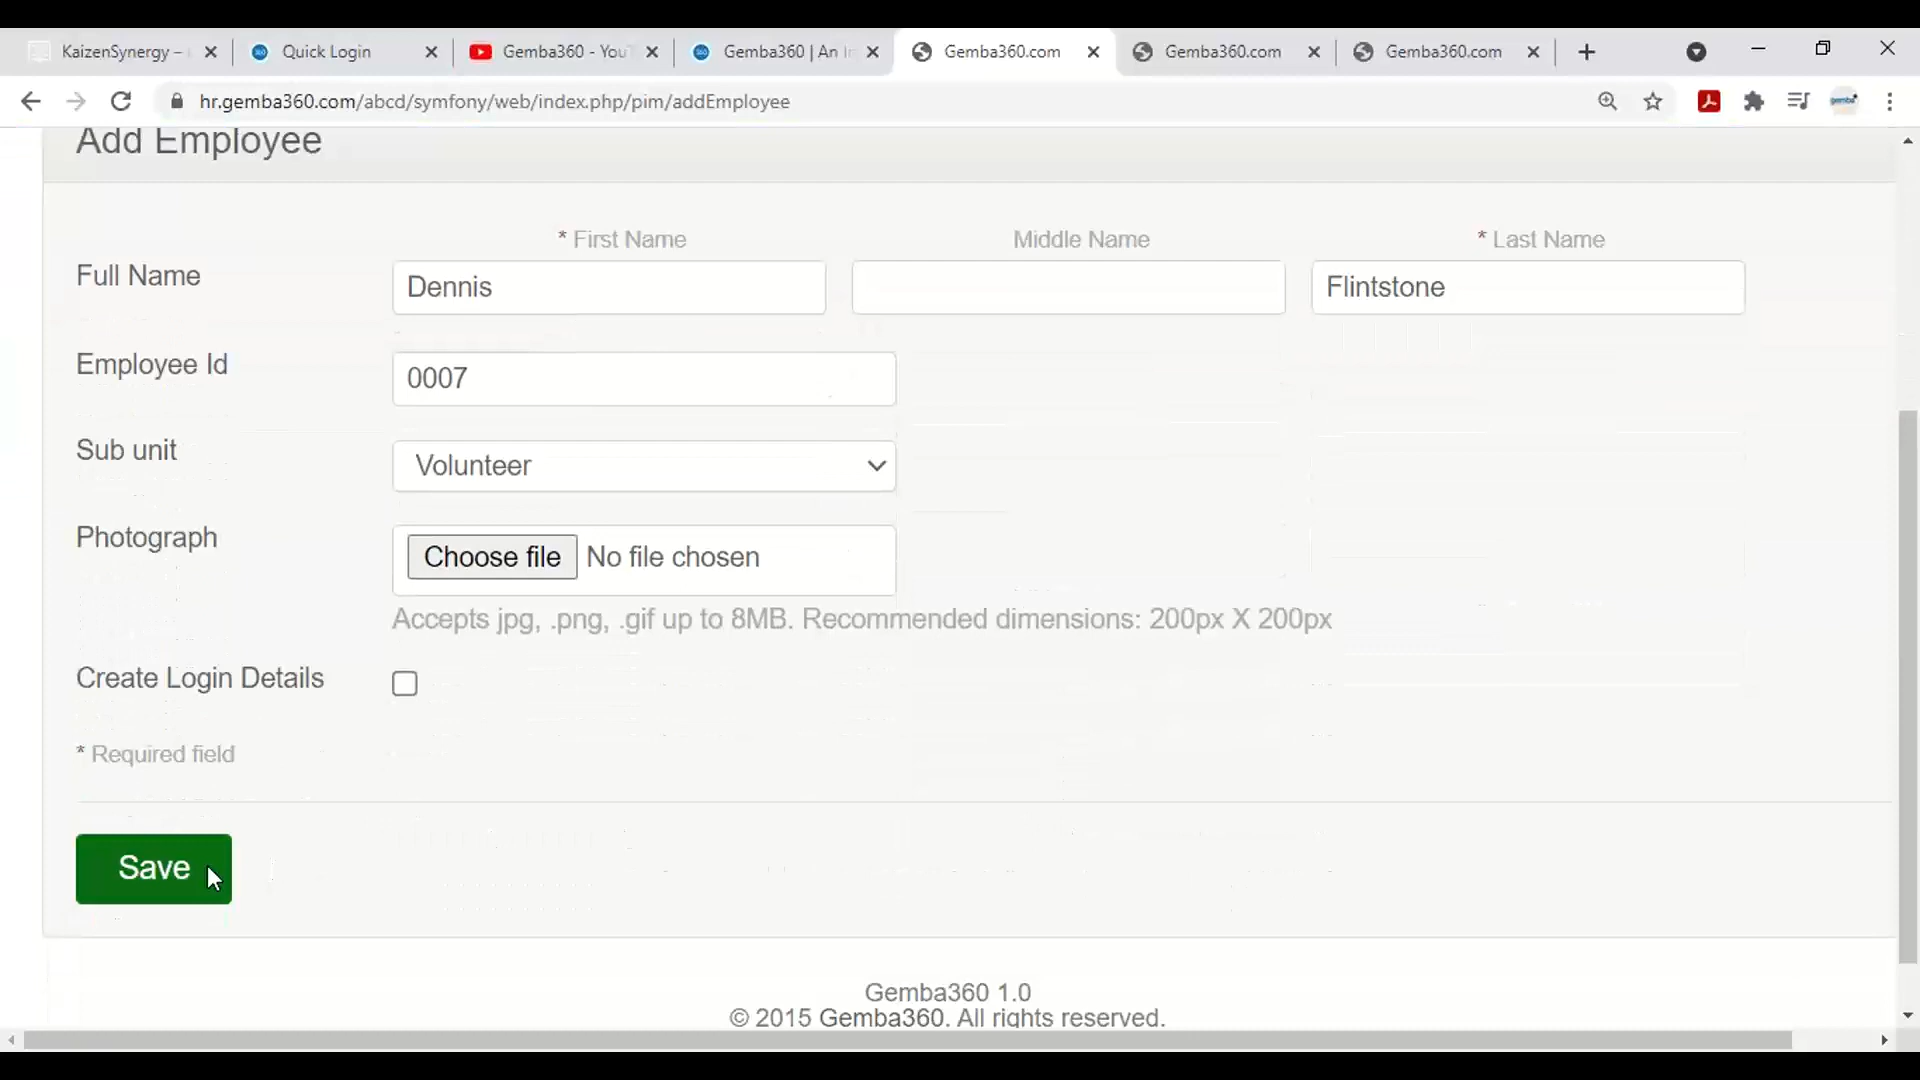 KaizenSynergy –
Quick Login
Gemba360 - YouT
Gemba360 | An In
Gemba360.com
Gemba360.com
Gemba360.com
hr.gemba360.com/abcd/symfony/web/index.php/pim/addEmployee
Add Employee
* First Name
Middle Name
* Last Name
Full Name
Dennis
Flintstone
Employee Id
0007
Sub unit
Volunteer
Photograph
Choose file No file chosen
Accepts jpg, .png, .gif up to 8MB. Recommended dimensions: 200px X 200px
Create Login Details
* Required field
Save
Gemba360 1.0
© 2015 Gemba360. All rights reserved.